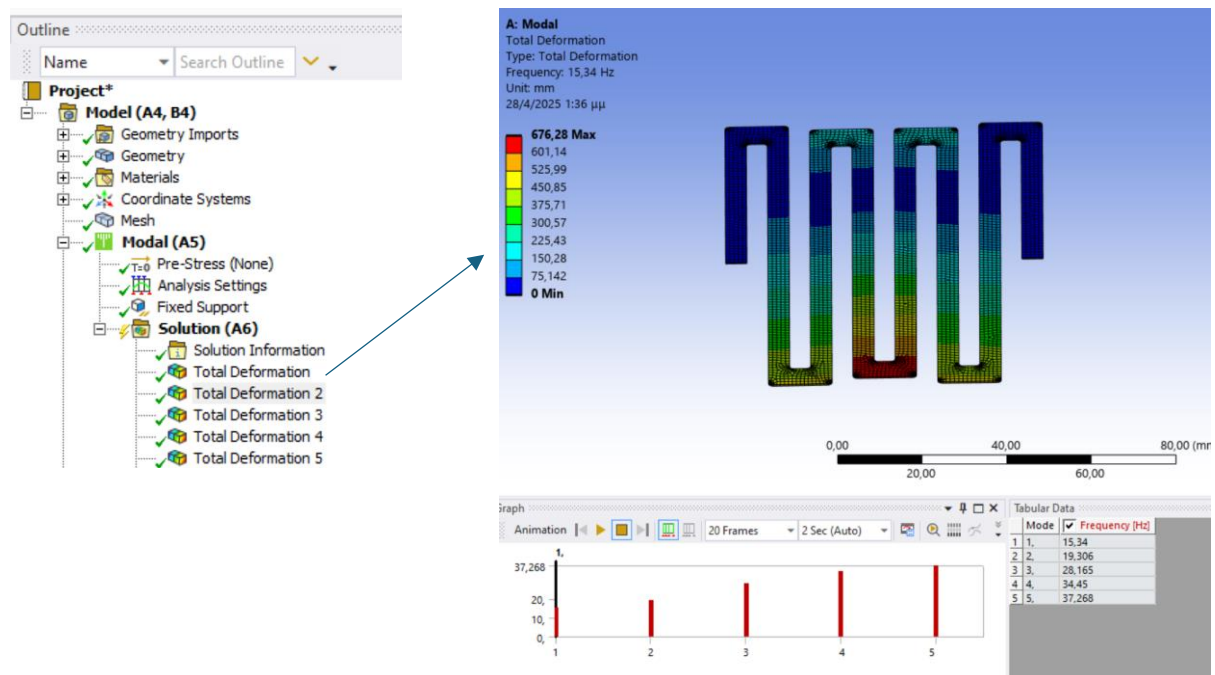 Outline
Name
Search Outline
Project*
Model (A4, B4)
Geometry Imports
Geometry
Materials
Coordinate Systems
Mesh
Modal (A5)
T=0 Pre-Stress (None)
Analysis Settings
Fixed Support
Solution (A6)
Solution Information
Total Deformation
Total Deformation 2
Total Deformation 3
Total Deformation 4
Total Deformation 5
A: Modal
Total Deformation
Type: Total Deformation
Frequency: 15,34 Hz
Unit: mm
28/4/2025 1:36 μμ
676,28 Max
601,14
525,99
450,85
375,71
300,57
225,43
150,28
75,142
0 Min
0,00 40,00 80,00 (mm
20,00 60,00
Graph
Animation 20 Frames 2 Sec (Auto)
1,
37,268
20,
10,
0,
1 2 3 4 5
Tabular Data
Mode Frequency [Hz]
1 1, 15,34
2 2, 19,306
3 3, 28,165
4 4, 34,45
5 5, 37,268